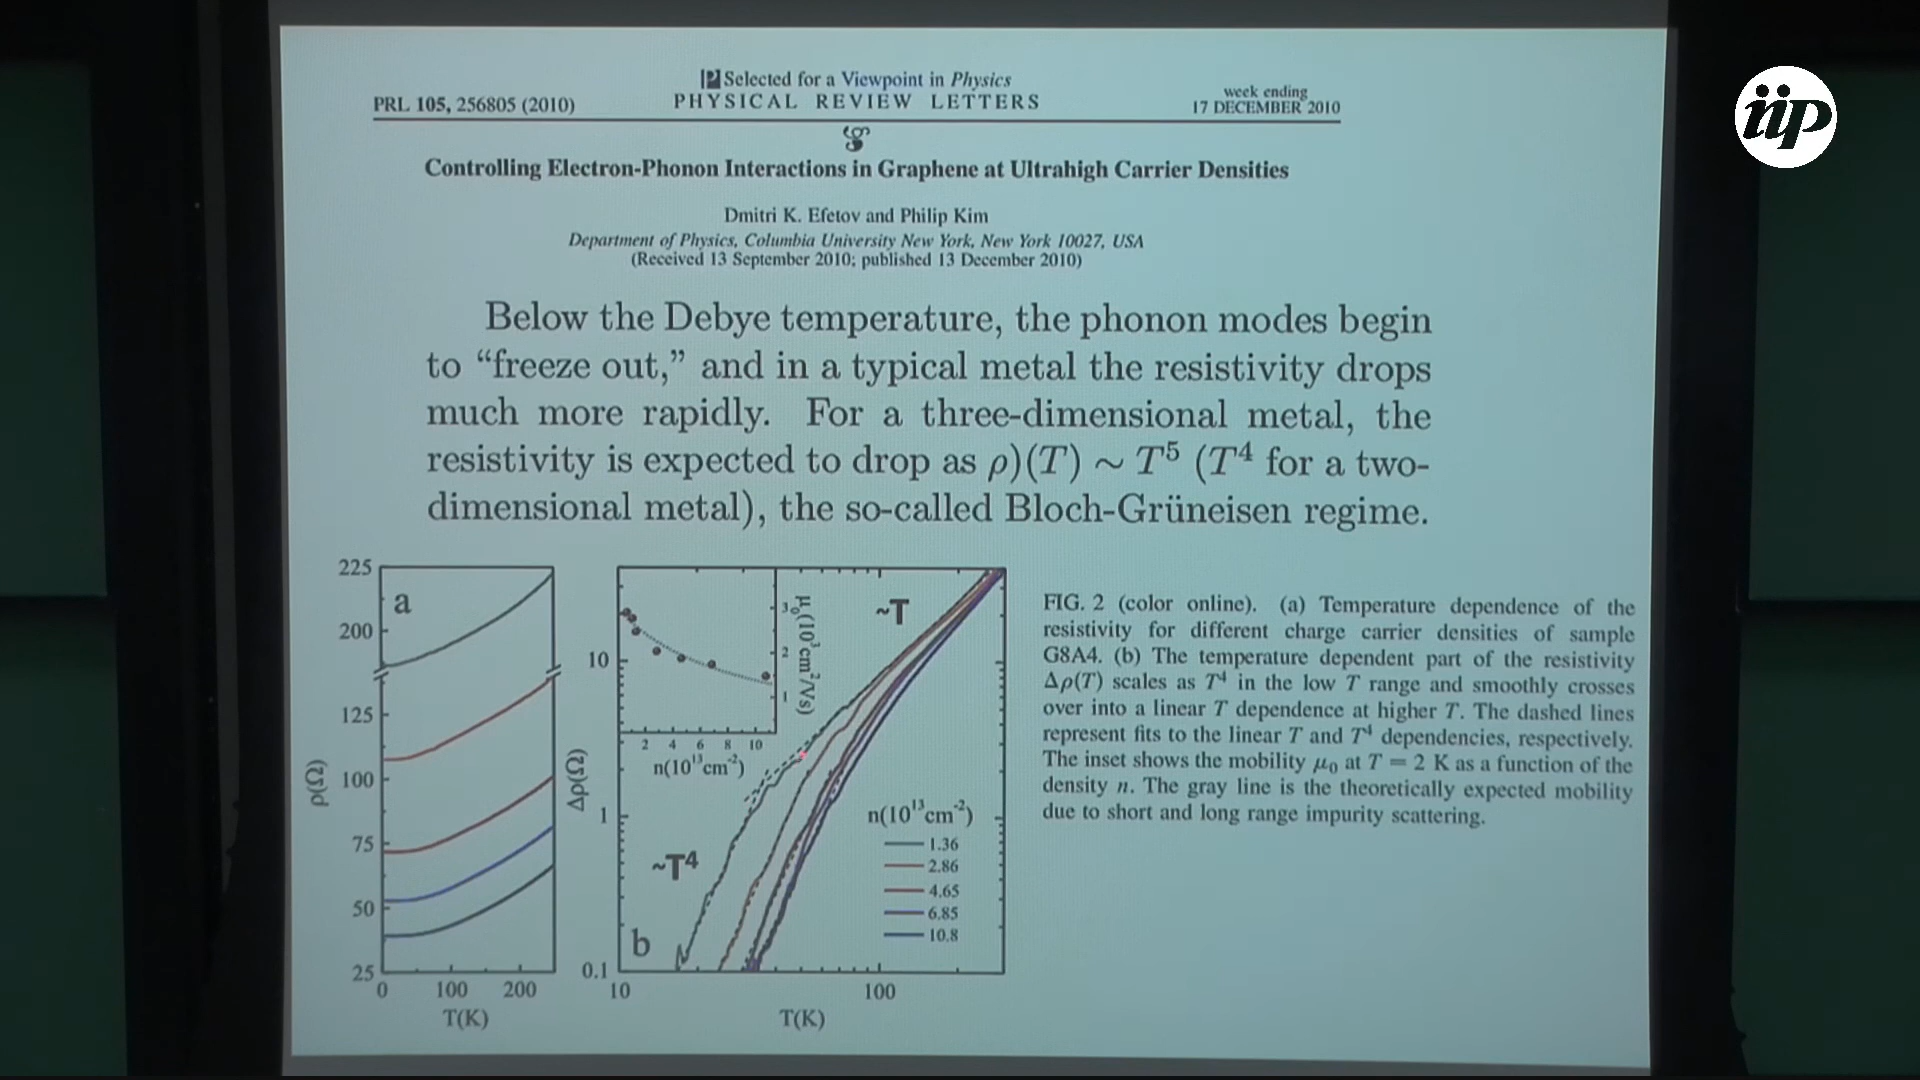 iip
Selected for a Viewpoint in Physics
PRL 105, 256805 (2010)
PHYSICAL REVIEW LETTERS
week ending
17 DECEMBER 2010
Controlling Electron-Phonon Interactions in Graphene at Ultrahigh Carrier Densities
Dmitri K. Efetov and Philip Kim
Department of Physics, Columbia University New York, New York 10027, USA
(Received 13 September 2010; published 13 December 2010)
Below the Debye temperature, the phonon modes begin
to “freeze out,” and in a typical metal the resistivity drops
much more rapidly. For a three-dimensional metal, the
resistivity is expected to drop as ρ)(T) ~ T⁵ (T⁴ for a two-
dimensional metal), the so-called Bloch-Grüneisen regime.
225
200
125
100
75
50
25
a
ρ(Ω)
0 100 200
T(K)
10
1
0.1
Δρ(Ω)
3
2
1
μ₀(10³cm²/Vs)
2 4 6 8 10
n(10¹³cm⁻²)
~T
~T⁴
b
n(10¹³cm⁻²)
1.36
2.86
4.65
6.85
10.8
10 100
T(K)
FIG. 2 (color online). (a) Temperature dependence of the
resistivity for different charge carrier densities of sample
G8A4. (b) The temperature dependent part of the resistivity
Δρ(T) scales as T⁴ in the low T range and smoothly crosses
over into a linear T dependence at higher T. The dashed lines
represent fits to the linear T and T⁴ dependencies, respectively.
The inset shows the mobility μ₀ at T = 2 K as a function of the
density n. The gray line is the theoretically expected mobility
due to short and long range impurity scattering.